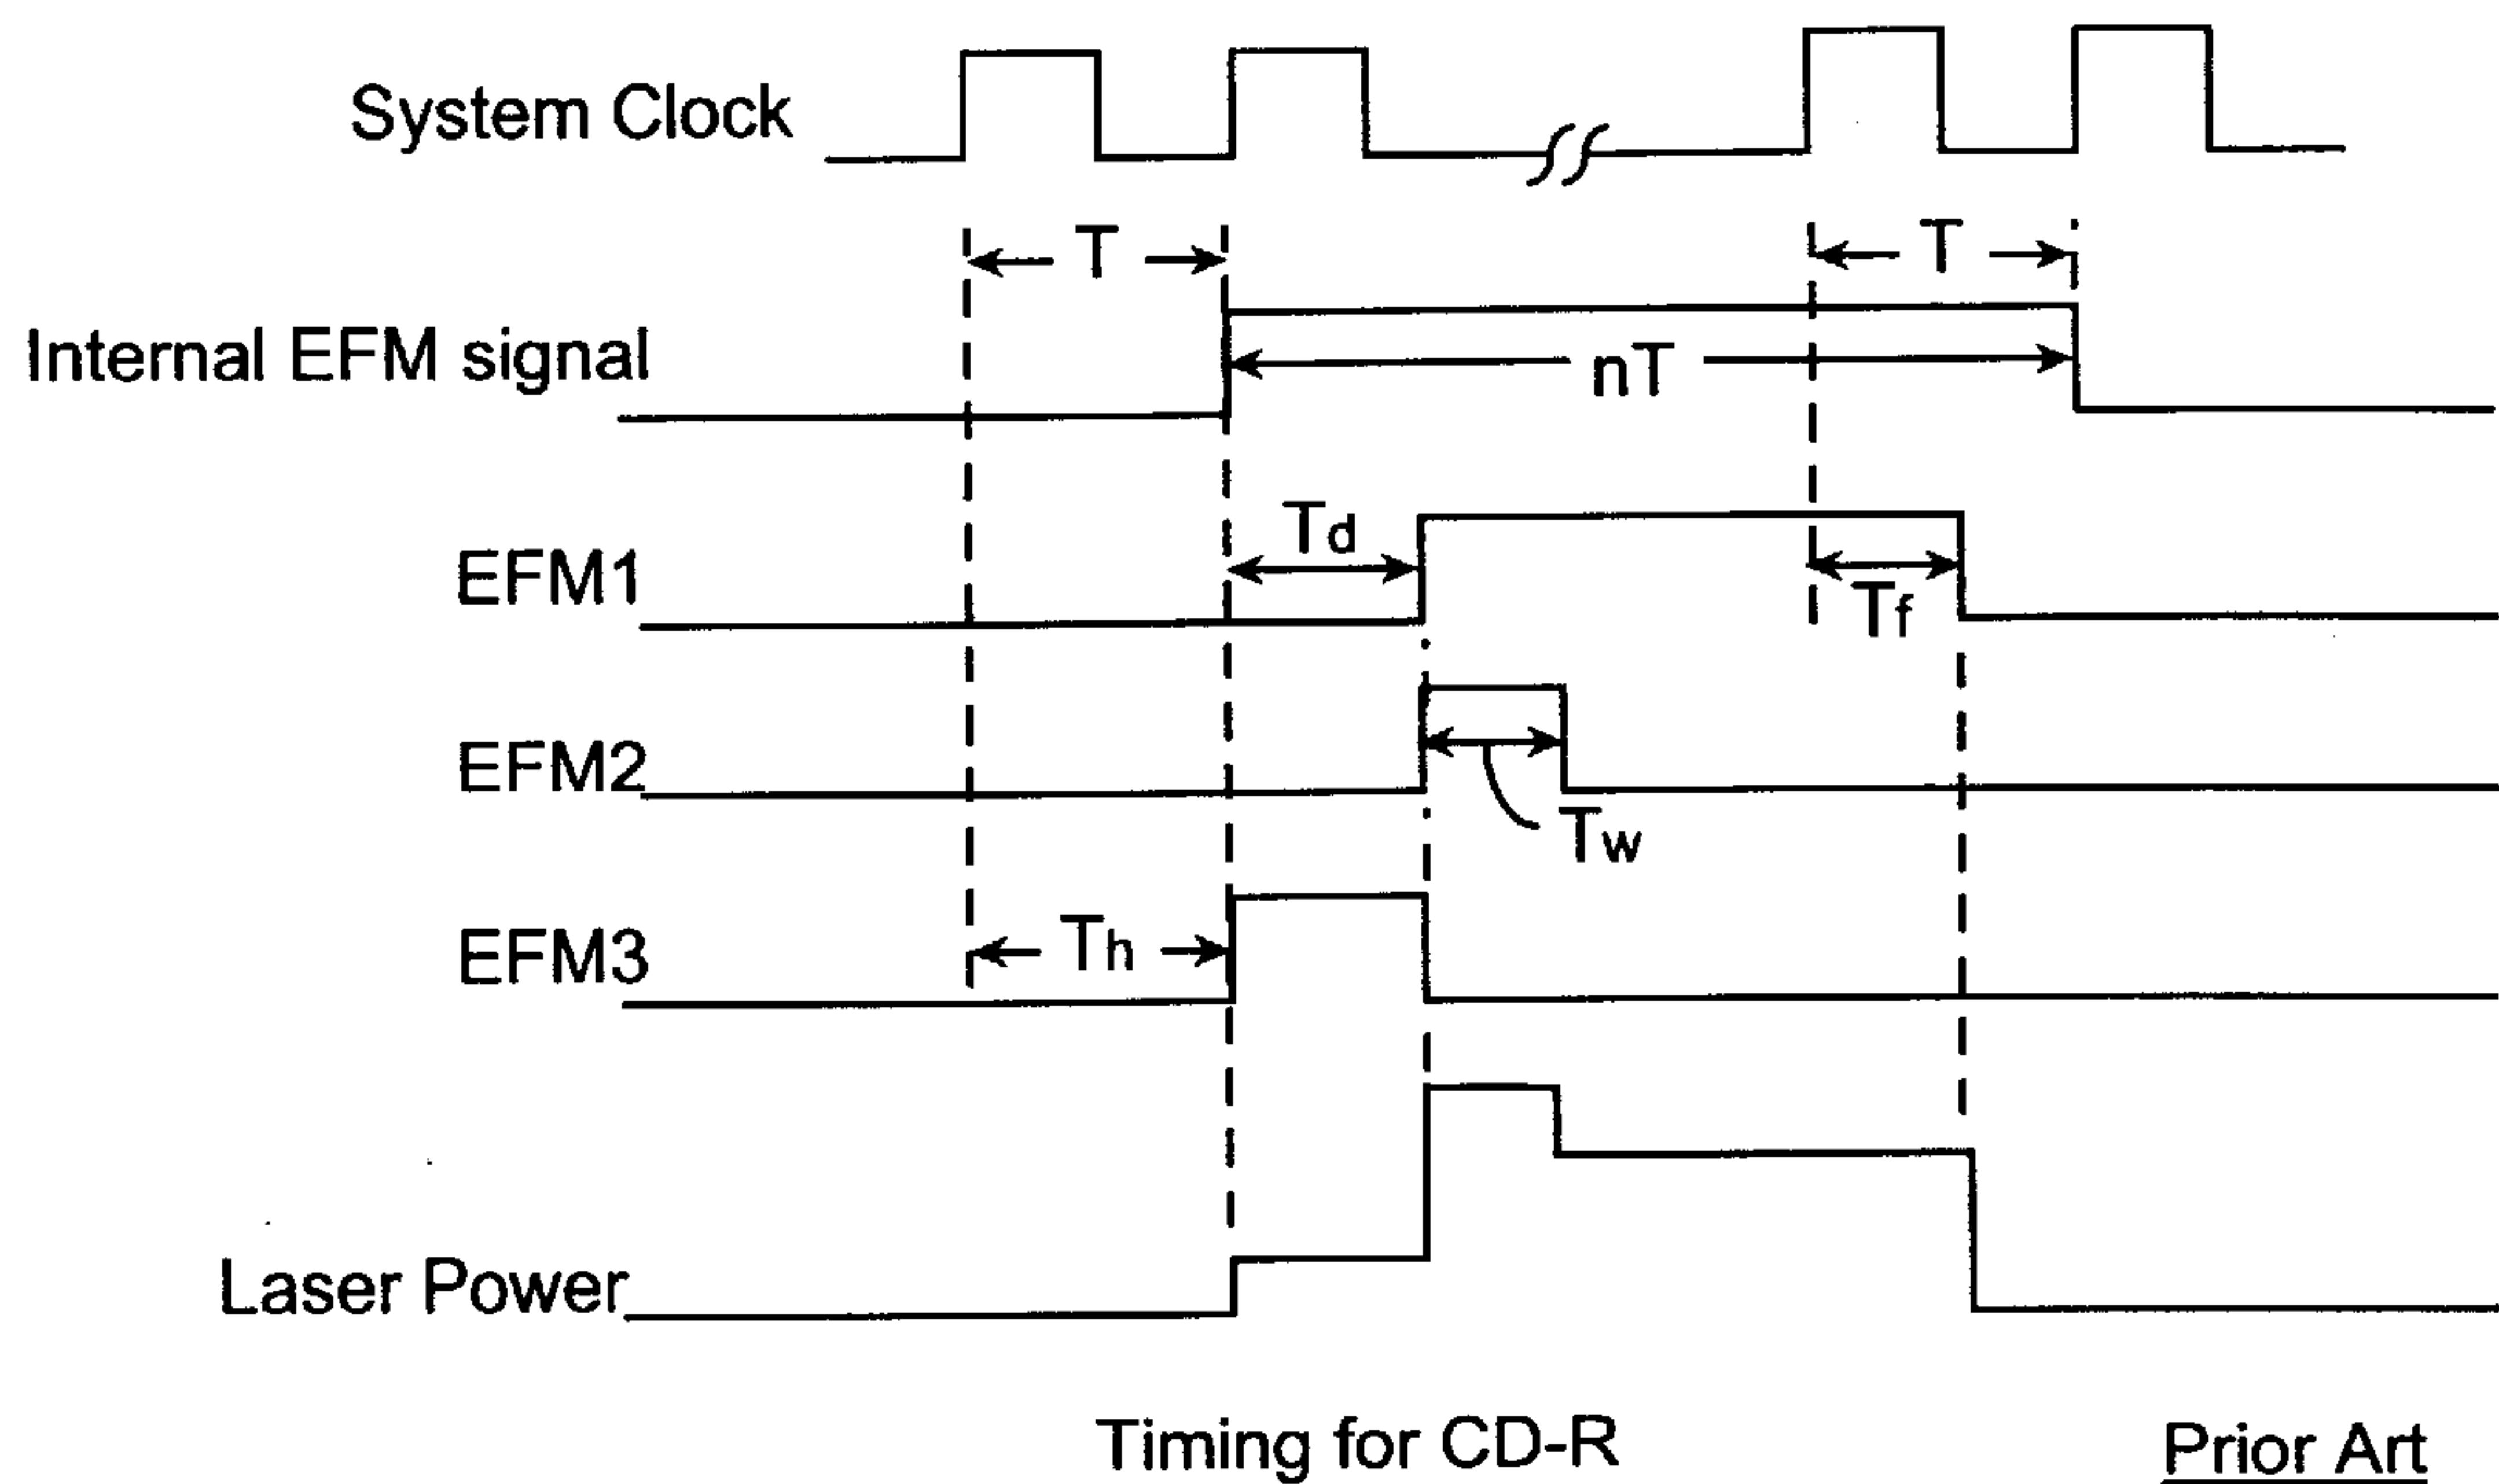 System Clock
T
T
Internal EFM signal
nT
EFM1
Td
Tf
EFM2
Tw
EFM3
Th
Laser Power
Timing for CD-R
Prior Art